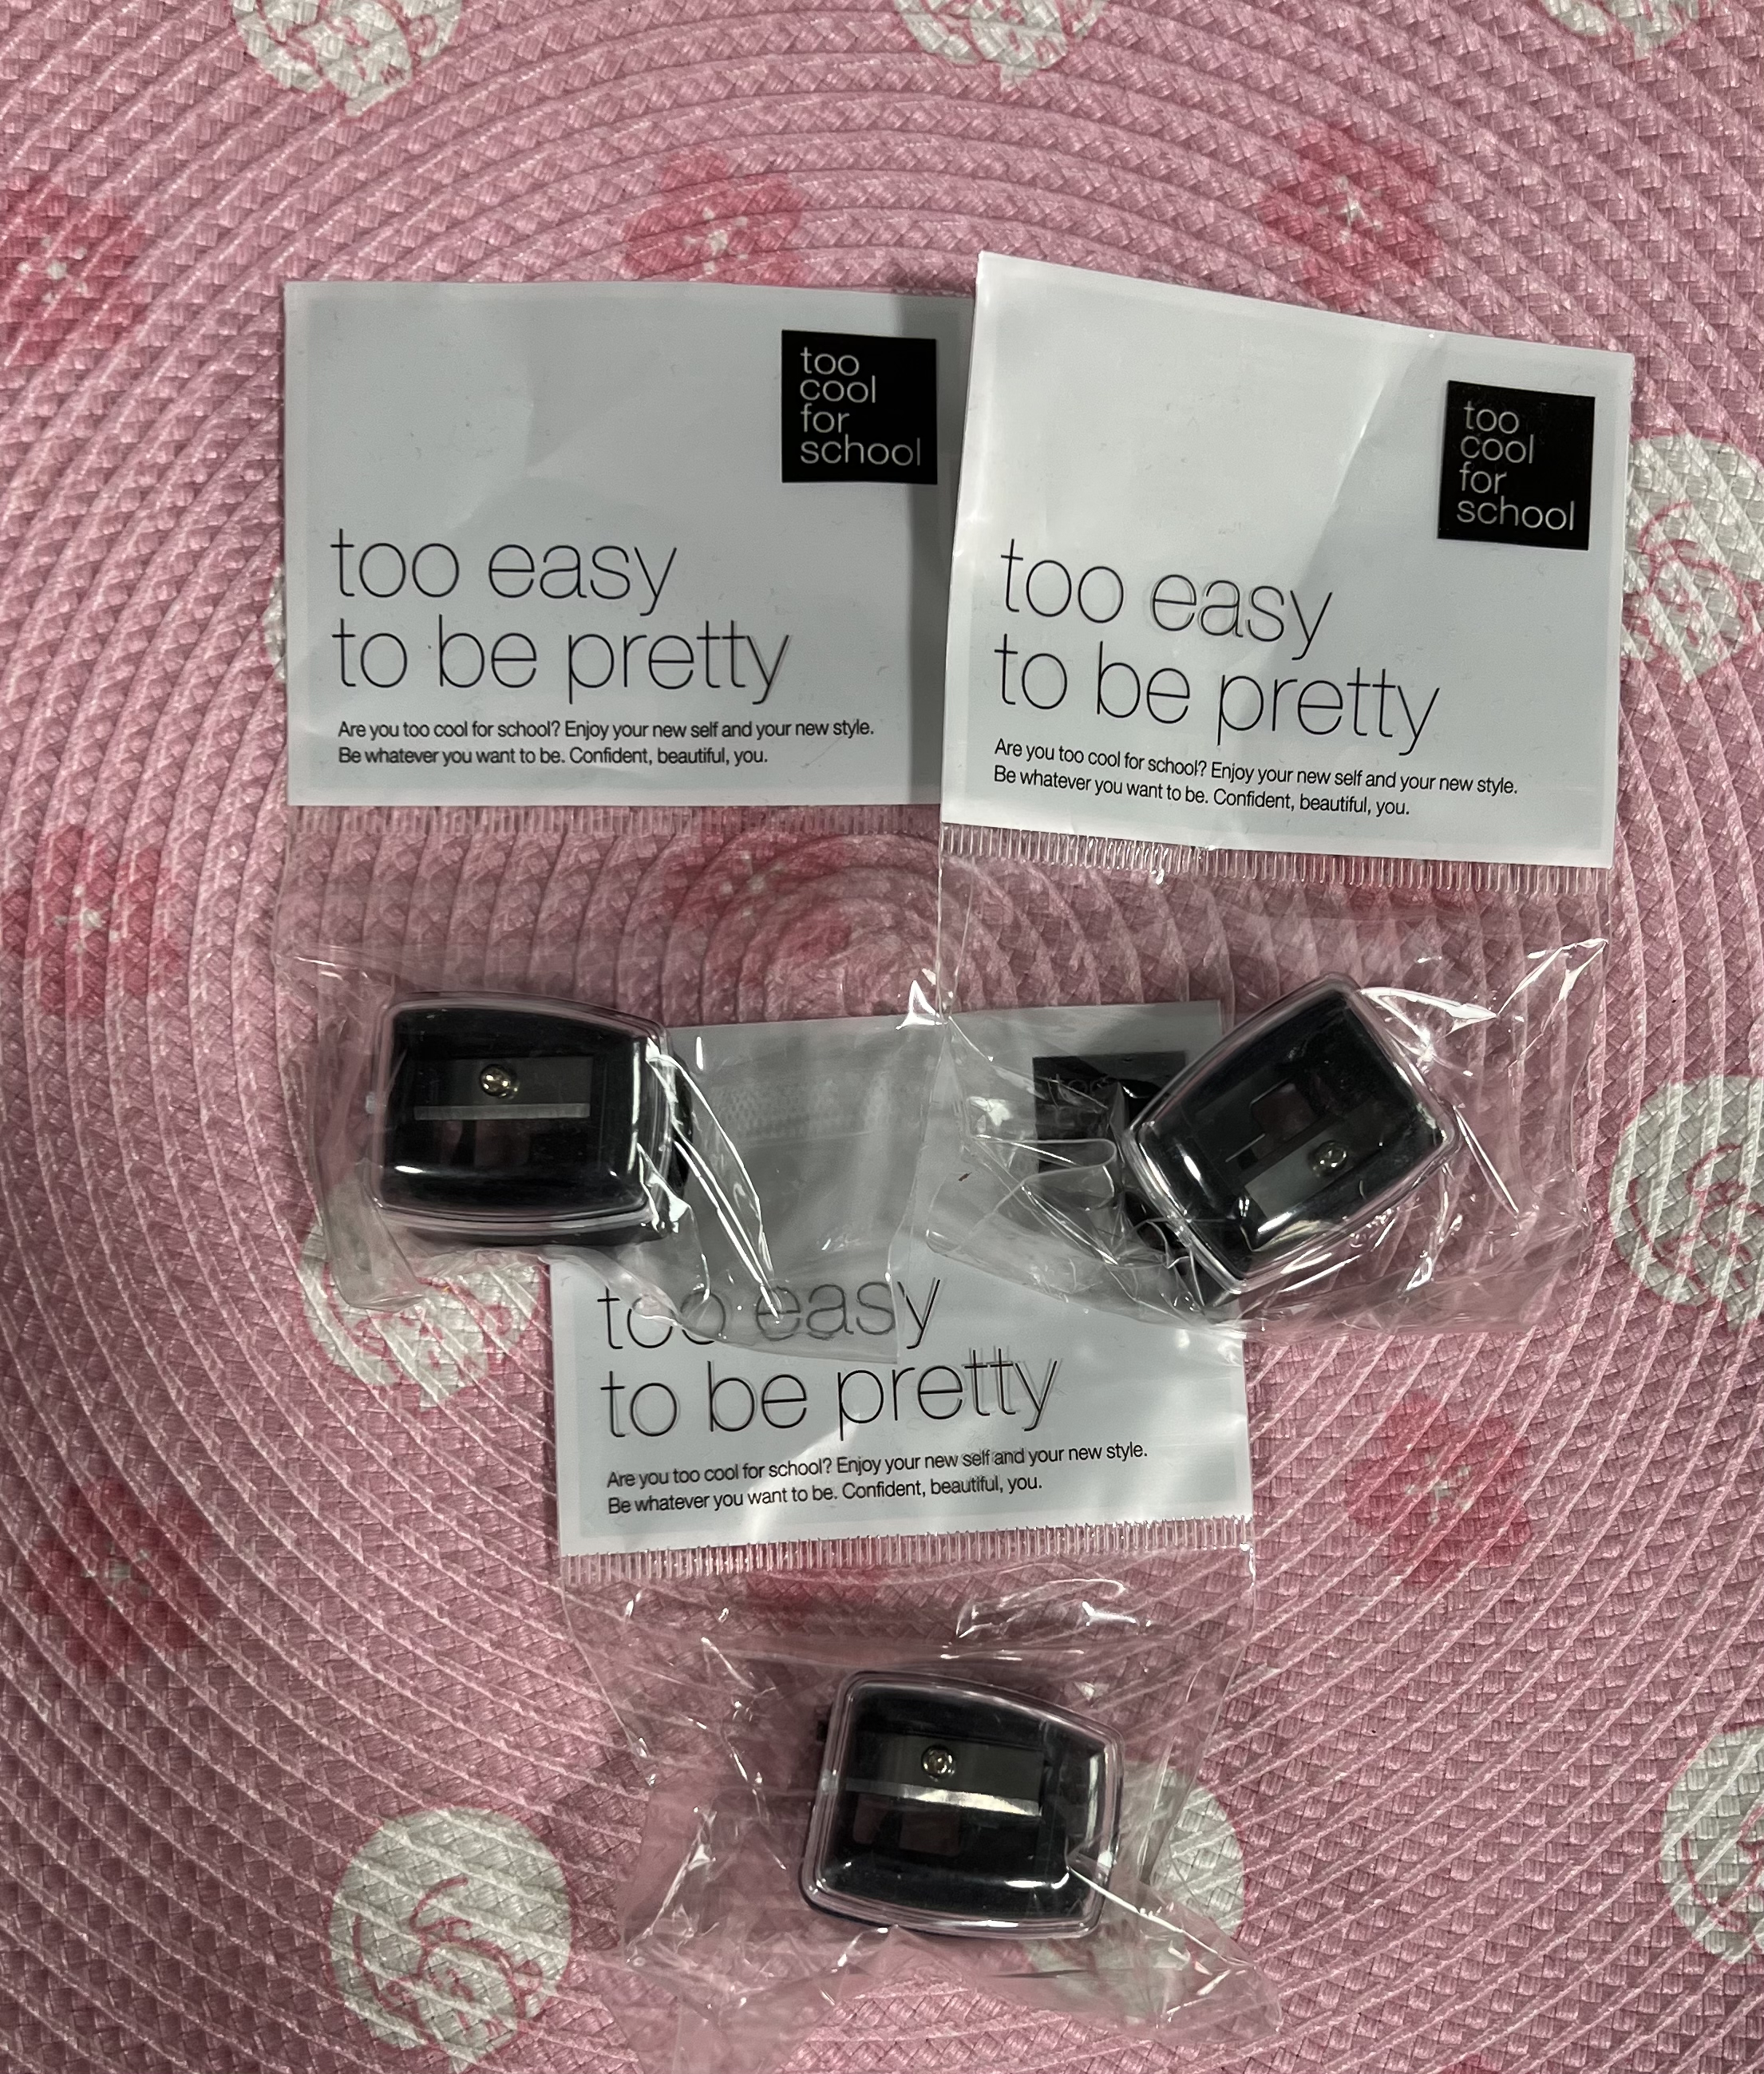 too
cool
for
school
too easy
to be pretty
Are you too cool for school? Enjoy your new self and your new style.
Be whatever you want to be. Confident, beautiful, you.
too
cool
for
school
too easy
to be pretty
Are you too cool for school? Enjoy your new self and your new style.
Be whatever you want to be. Confident, beautiful, you.
too
too easy
to be pretty
Are you too cool for school? Enjoy your new self and your new style.
Be whatever you want to be. Confident, beautiful, you.